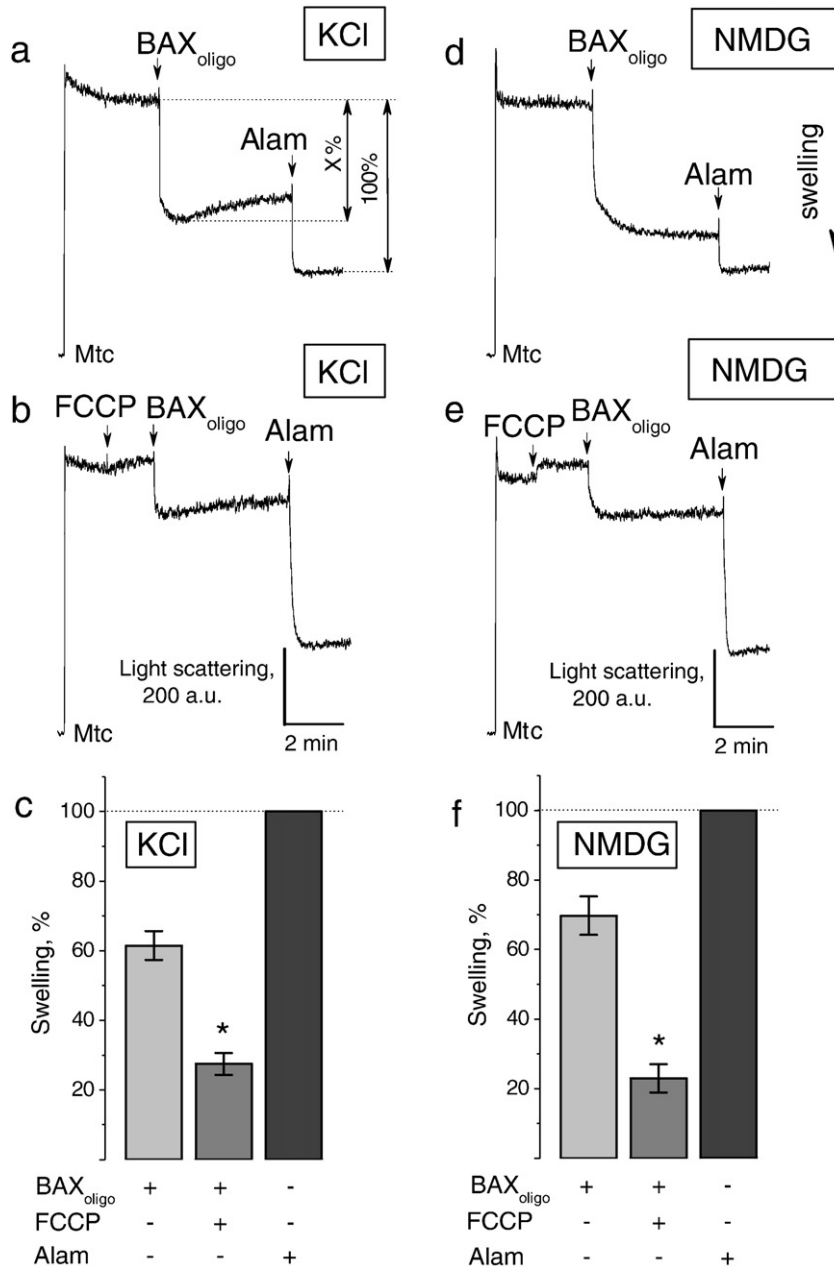 a
BAXoligo
KCl
Alam
X%
100%
Mtc
d
BAXoligo
NMDG
Alam
swelling
Mtc
b
FCCP BAXoligo
KCl
Alam
Light scattering,
200 a.u.
2 min
Mtc
e
FCCP BAXoligo
NMDG
Alam
Light scattering,
200 a.u.
2 min
Mtc
c
KCl
Swelling, %
100
80
60
40
20
*
BAXoligo + + -
FCCP - + -
Alam - - +
f
NMDG
Swelling, %
100
80
60
40
20
*
BAXoligo + + -
FCCP - + -
Alam - - +